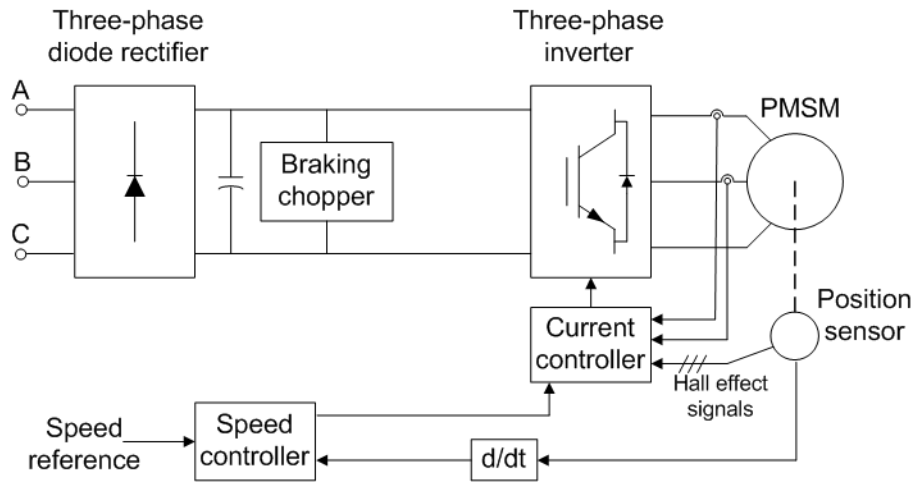 Three-phase
diode rectifier
Three-phase
inverter
A
B
C
PMSM
Braking
chopper
Position
sensor
Current
controller
Hall effect
signals
Speed
reference
Speed
controller
d/dt